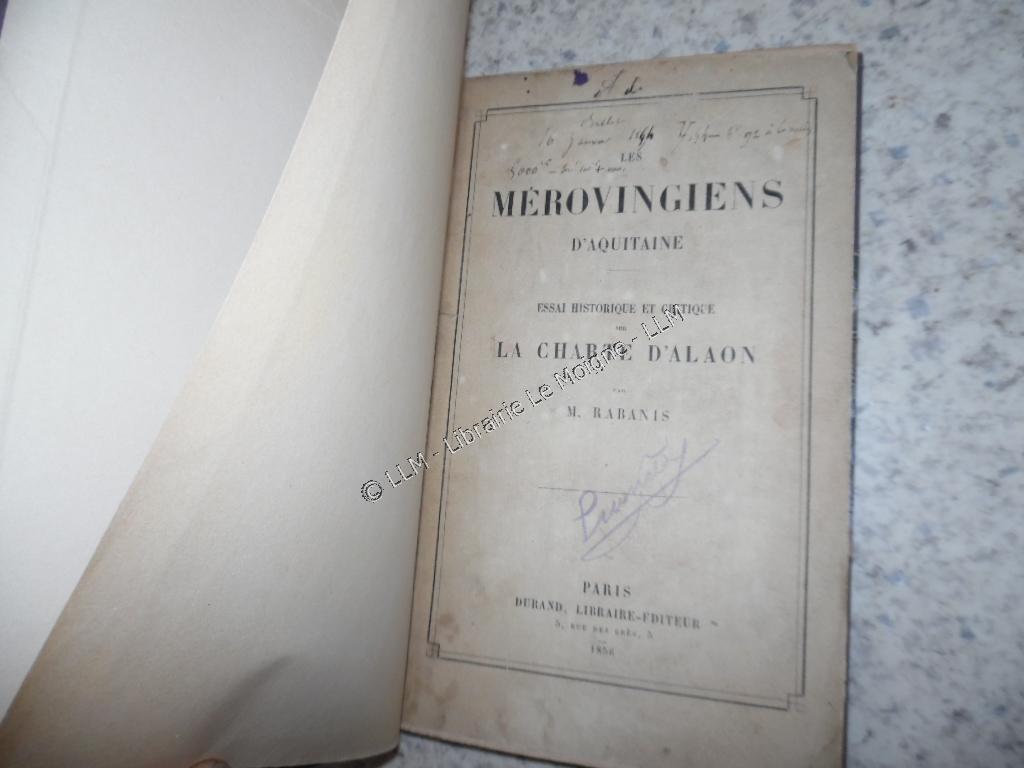 LES
MÉROVINGIENS
D'AQUITAINE
ESSAI HISTORIQUE ET CRITIQUE
SUR
LA CHARTE D'ALAON
PAR
M. RABANIS
PARIS
DURAND, LIBRAIRE-ÉDITEUR
5, RUE DES GRÈS, 5
1856
© LLM - Librairie Le Moigne - LLM